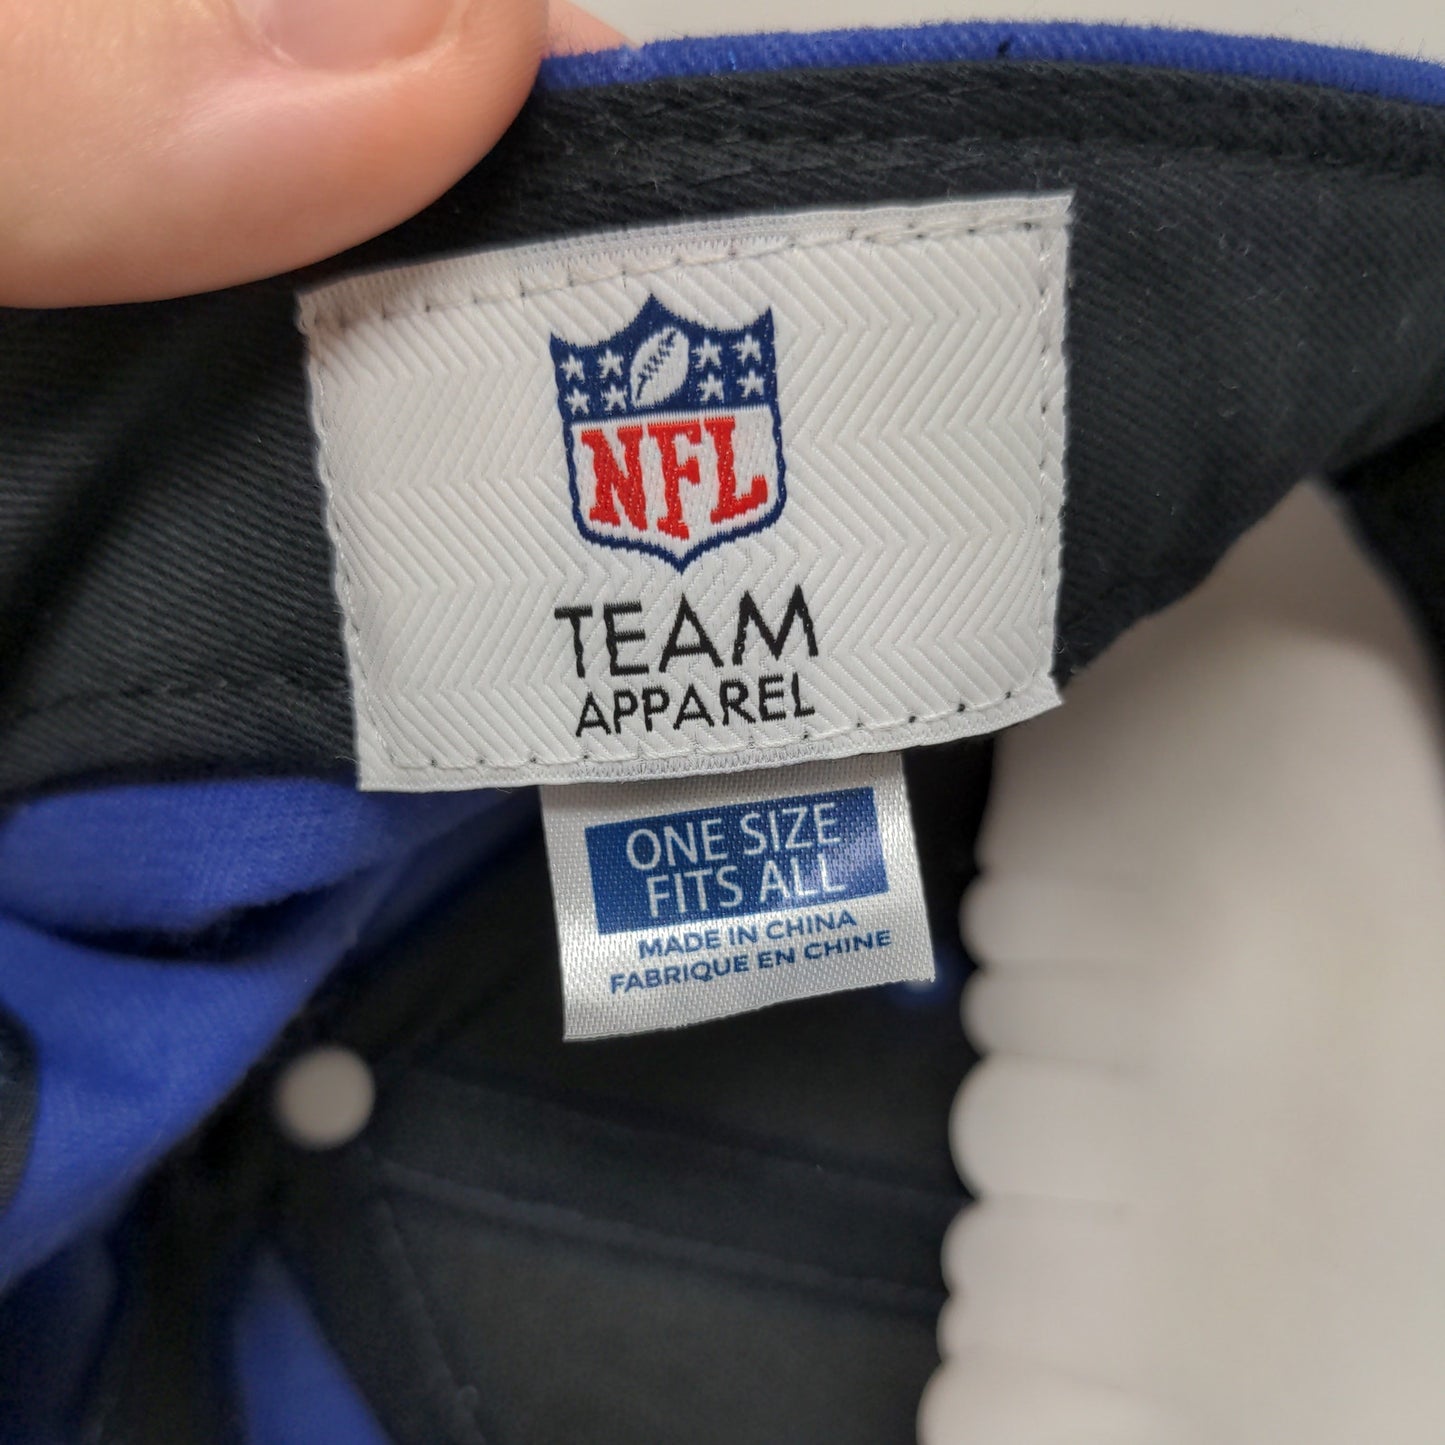 NFL
TEAM
APPAREL
ONE SIZE
FITS ALL
MADE IN CHINA
FABRIQUE EN CHINE